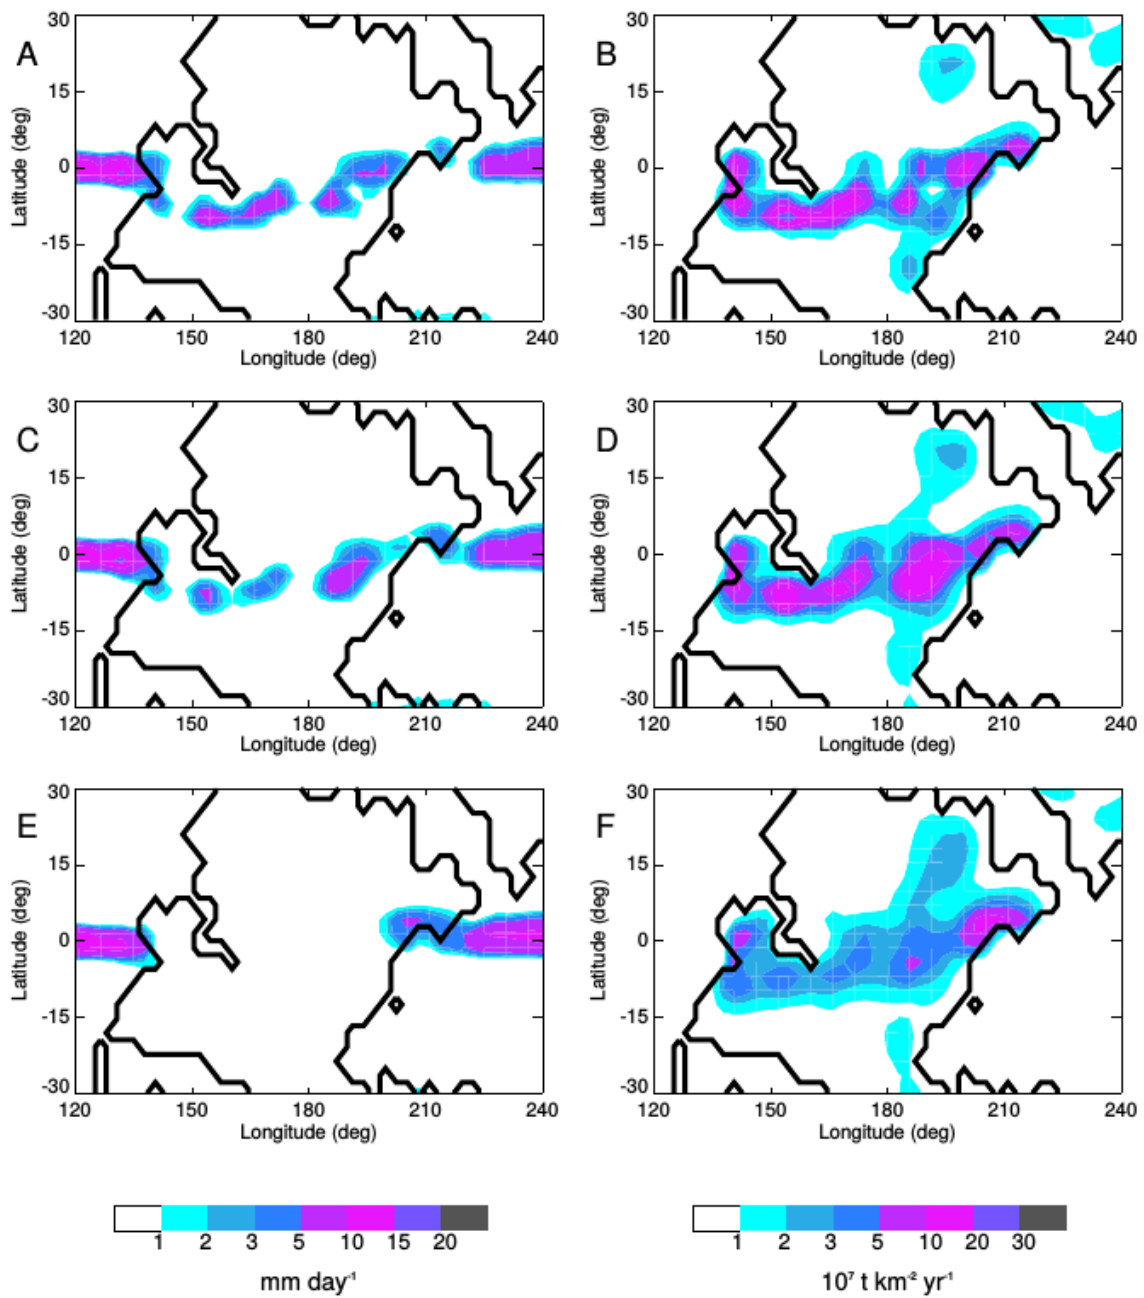 A
30
15
0
-15
-30
Latitude (deg)
120 150 180 210 240
Longitude (deg)
B
30
15
0
-15
-30
Latitude (deg)
120 150 180 210 240
Longitude (deg)
C
30
15
0
-15
-30
Latitude (deg)
120 150 180 210 240
Longitude (deg)
D
30
15
0
-15
-30
Latitude (deg)
120 150 180 210 240
Longitude (deg)
E
30
15
0
-15
-30
Latitude (deg)
120 150 180 210 240
Longitude (deg)
F
30
15
0
-15
-30
Latitude (deg)
120 150 180 210 240
Longitude (deg)
1 2 3 5 10 15 20
mm day⁻¹
1 2 3 5 10 20 30
10⁷ t km⁻² yr⁻¹